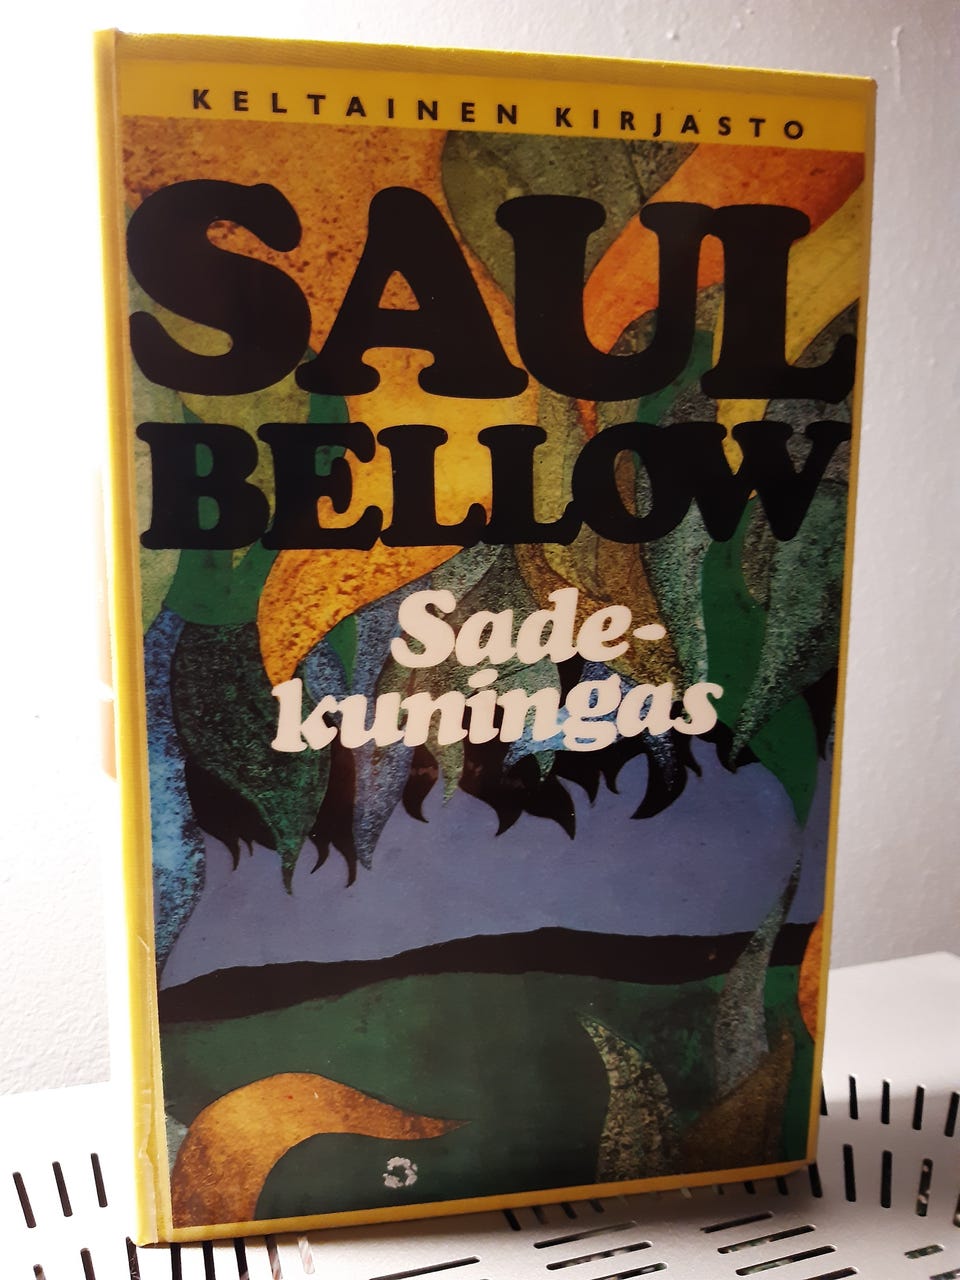 KELTAINEN KIRJASTO
SAUL
BELLOW
Sade-
kuningas